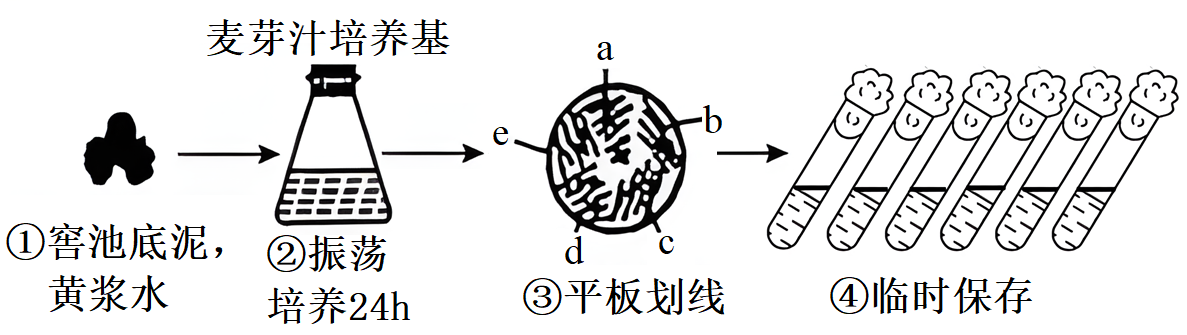 麦芽汁培养基
a
b
e
d
c
①窖池底泥，
黄浆水
②振荡
培养24h
③平板划线
④临时保存